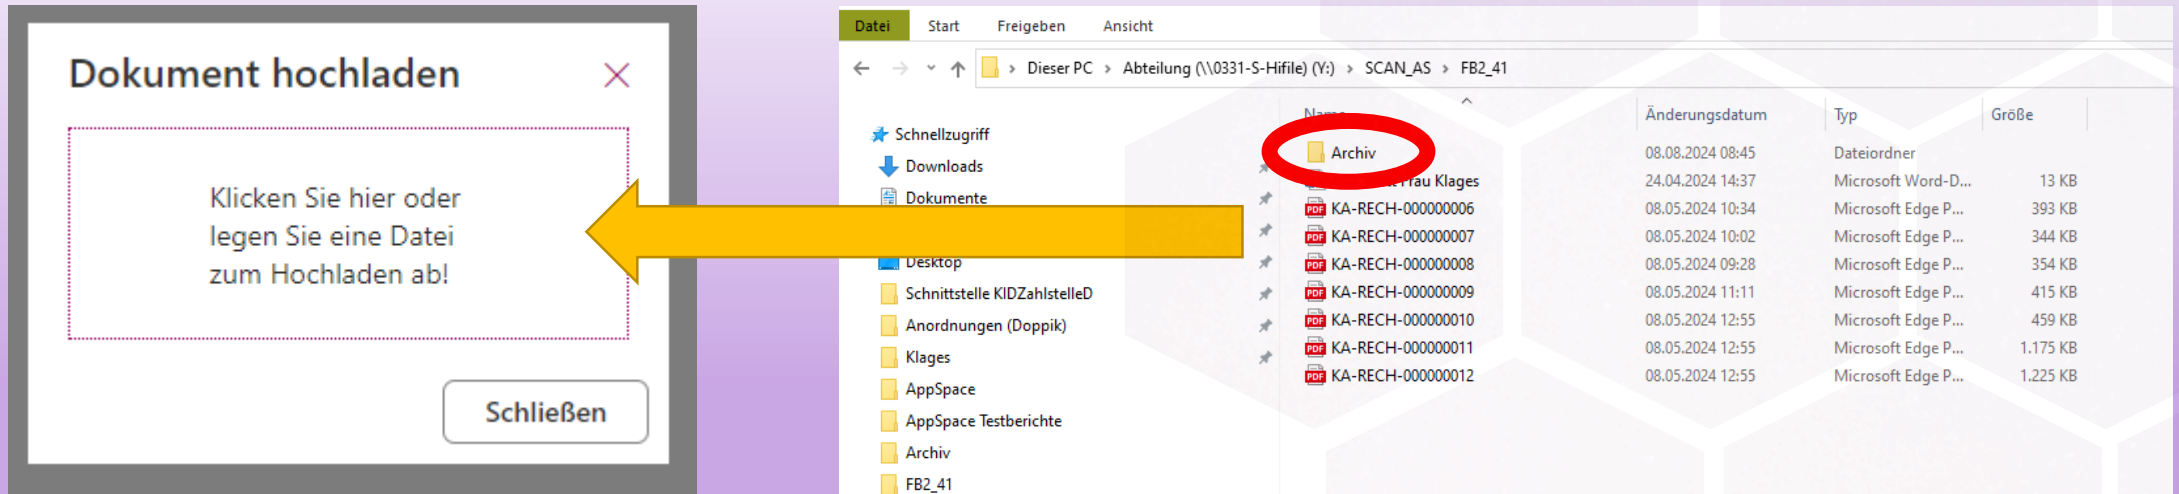 Dokument hochladen
Klicken Sie hier oder
legen Sie eine Datei
zum Hochladen ab!
Schließen
Datei Start Freigeben Ansicht
Dieser PC > Abteilung (\\0331-S-Hifile) (Y:) > SCAN_AS > FB2_41
Schnellzugriff
Downloads
Dokumente
Desktop
Schnittstelle KIDZahlstelleD
Anordnungen (Doppik)
Klages
AppSpace
AppSpace Testberichte
Archiv
FB2_41
Name Änderungsdatum Typ Größe
Archiv 08.08.2024 08:45 Dateiordner
Frau Klages 24.04.2024 14:37 Microsoft Word-D... 13 KB
KA-RECH-000000006 08.05.2024 10:34 Microsoft Edge P... 393 KB
KA-RECH-000000007 08.05.2024 10:02 Microsoft Edge P... 344 KB
KA-RECH-000000008 08.05.2024 09:28 Microsoft Edge P... 354 KB
KA-RECH-000000009 08.05.2024 11:11 Microsoft Edge P... 415 KB
KA-RECH-000000010 08.05.2024 12:55 Microsoft Edge P... 459 KB
KA-RECH-000000011 08.05.2024 12:55 Microsoft Edge P... 1.175 KB
KA-RECH-000000012 08.05.2024 12:55 Microsoft Edge P... 1.225 KB